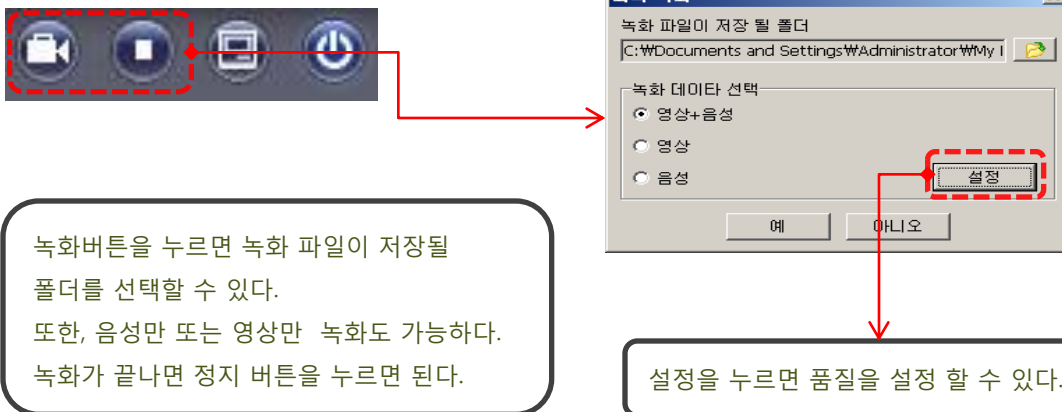 녹화 파일이 저장 될 폴더
C:₩Documents and Settings₩Administrator₩My
녹화 데이타 선택
영상+음성
영상
음성
설정
예
아니오
녹화버튼을 누르면 녹화 파일이 저장될
폴더를 선택할 수 있다.
또한, 음성만 또는 영상만 녹화도 가능하다.
녹화가 끝나면 정지 버튼을 누르면 된다.
설정을 누르면 품질을 설정 할 수 있다.